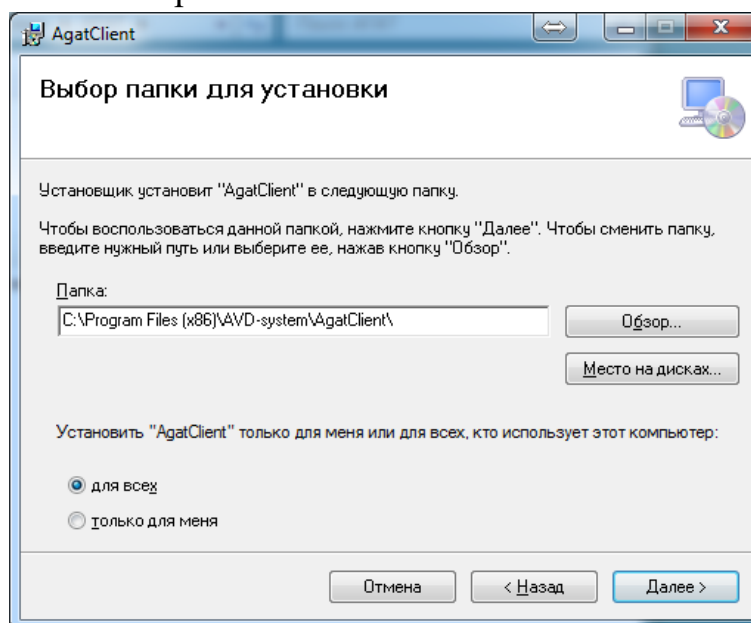 AgatClient
Выбор папки для установки
Установщик установит "AgatClient" в следующую папку.
Чтобы воспользоваться данной папкой, нажмите кнопку "Далее". Чтобы сменить папку,
введите нужный путь или выберите ее, нажав кнопку "Обзор".
Папка:
C:\Program Files (x86)\AVD-system\AgatClient\
Обзор...
Место на дисках...
Установить "AgatClient" только для меня или для всех, кто использует этот компьютер:
для всех
только для меня
Отмена
< Назад
Далее >